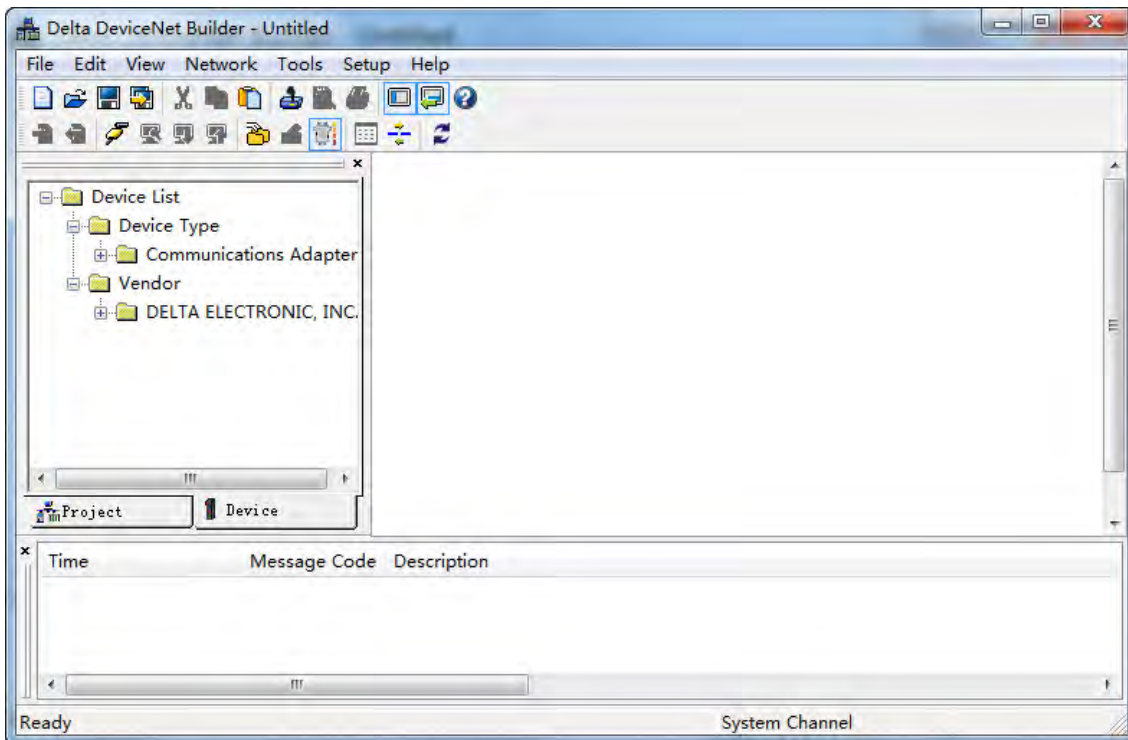 Delta DeviceNet Builder - Untitled
File Edit View Network Tools Setup Help
Device List
Device Type
Communications Adapter
Vendor
DELTA ELECTRONIC, INC.
Project Device
Time Message Code Description
Ready System Channel